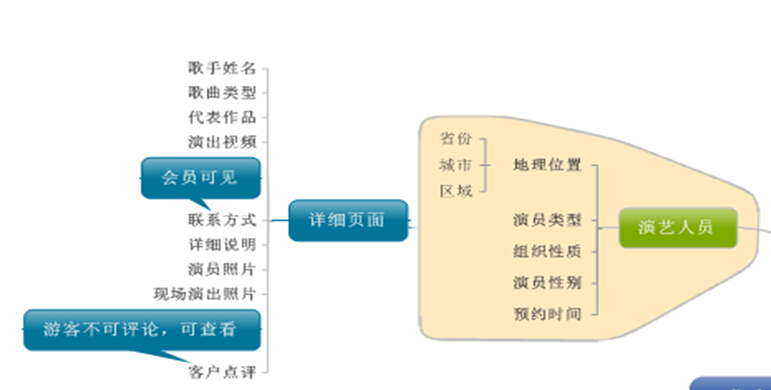 歌手姓名
歌曲类型
代表作品
演出视频
会员可见
联系方式
详细说明
演员照片
现场演出照片
游客不可评论，可查看
客户点评
详细页面
省份
城市
区域
地理位置
演员类型
组织性质
演员性别
预约时间
演艺人员